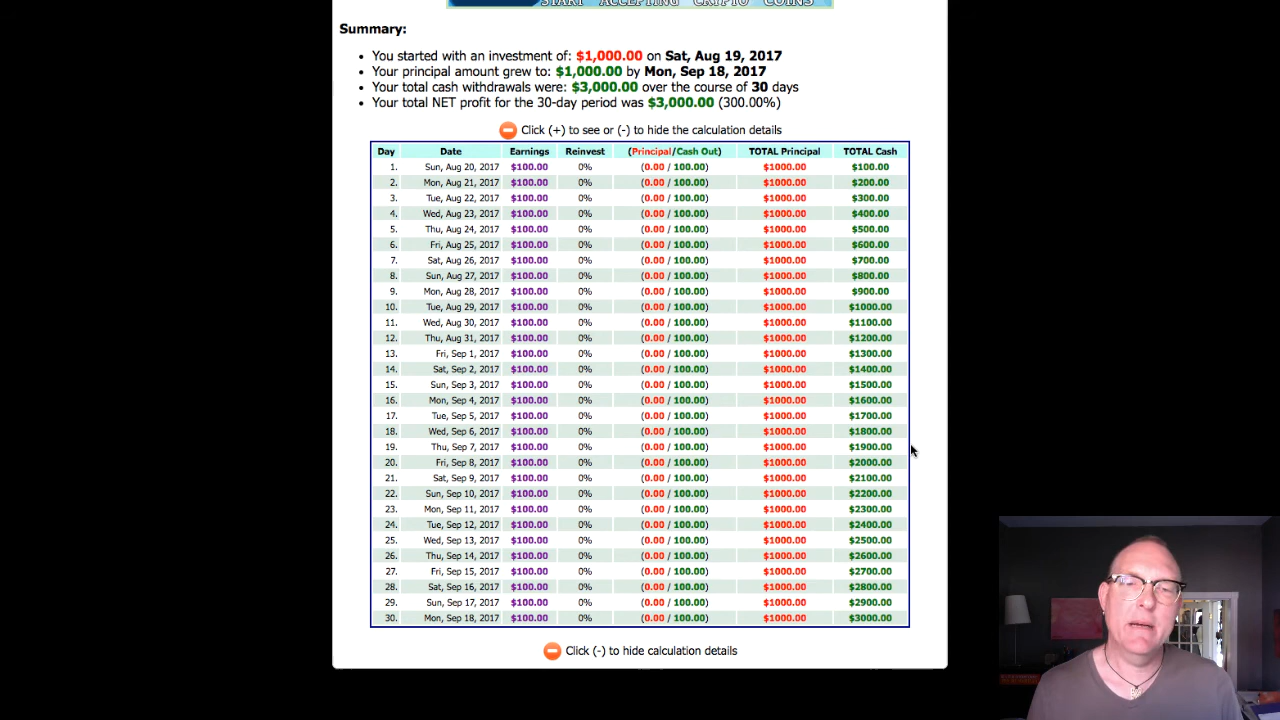 START ACCEPTING CRYPTO COINS
Summary:
• You started with an investment of: $1,000.00 on Sat, Aug 19, 2017
• Your principal amount grew to: $1,000.00 by Mon, Sep 18, 2017
• Your total cash withdrawals were: $3,000.00 over the course of 30 days
• Your total NET profit for the 30-day period was $3,000.00 (300.00%)
Click (+) to see or (-) to hide the calculation details
Day Date Earnings Reinvest (Principal/Cash Out) TOTAL Principal TOTAL Cash
1. Sun, Aug 20, 2017 $100.00 0% (0.00 / 100.00) $1000.00 $100.00
2. Mon, Aug 21, 2017 $100.00 0% (0.00 / 100.00) $1000.00 $200.00
3. Tue, Aug 22, 2017 $100.00 0% (0.00 / 100.00) $1000.00 $300.00
4. Wed, Aug 23, 2017 $100.00 0% (0.00 / 100.00) $1000.00 $400.00
5. Thu, Aug 24, 2017 $100.00 0% (0.00 / 100.00) $1000.00 $500.00
6. Fri, Aug 25, 2017 $100.00 0% (0.00 / 100.00) $1000.00 $600.00
7. Sat, Aug 26, 2017 $100.00 0% (0.00 / 100.00) $1000.00 $700.00
8. Sun, Aug 27, 2017 $100.00 0% (0.00 / 100.00) $1000.00 $800.00
9. Mon, Aug 28, 2017 $100.00 0% (0.00 / 100.00) $1000.00 $900.00
10. Tue, Aug 29, 2017 $100.00 0% (0.00 / 100.00) $1000.00 $1000.00
11. Wed, Aug 30, 2017 $100.00 0% (0.00 / 100.00) $1000.00 $1100.00
12. Thu, Aug 31, 2017 $100.00 0% (0.00 / 100.00) $1000.00 $1200.00
13. Fri, Sep 1, 2017 $100.00 0% (0.00 / 100.00) $1000.00 $1300.00
14. Sat, Sep 2, 2017 $100.00 0% (0.00 / 100.00) $1000.00 $1400.00
15. Sun, Sep 3, 2017 $100.00 0% (0.00 / 100.00) $1000.00 $1500.00
16. Mon, Sep 4, 2017 $100.00 0% (0.00 / 100.00) $1000.00 $1600.00
17. Tue, Sep 5, 2017 $100.00 0% (0.00 / 100.00) $1000.00 $1700.00
18. Wed, Sep 6, 2017 $100.00 0% (0.00 / 100.00) $1000.00 $1800.00
19. Thu, Sep 7, 2017 $100.00 0% (0.00 / 100.00) $1000.00 $1900.00
20. Fri, Sep 8, 2017 $100.00 0% (0.00 / 100.00) $1000.00 $2000.00
21. Sat, Sep 9, 2017 $100.00 0% (0.00 / 100.00) $1000.00 $2100.00
22. Sun, Sep 10, 2017 $100.00 0% (0.00 / 100.00) $1000.00 $2200.00
23. Mon, Sep 11, 2017 $100.00 0% (0.00 / 100.00) $1000.00 $2300.00
24. Tue, Sep 12, 2017 $100.00 0% (0.00 / 100.00) $1000.00 $2400.00
25. Wed, Sep 13, 2017 $100.00 0% (0.00 / 100.00) $1000.00 $2500.00
26. Thu, Sep 14, 2017 $100.00 0% (0.00 / 100.00) $1000.00 $2600.00
27. Fri, Sep 15, 2017 $100.00 0% (0.00 / 100.00) $1000.00 $2700.00
28. Sat, Sep 16, 2017 $100.00 0% (0.00 / 100.00) $1000.00 $2800.00
29. Sun, Sep 17, 2017 $100.00 0% (0.00 / 100.00) $1000.00 $2900.00
30. Mon, Sep 18, 2017 $100.00 0% (0.00 / 100.00) $1000.00 $3000.00
Click (-) to hide calculation details